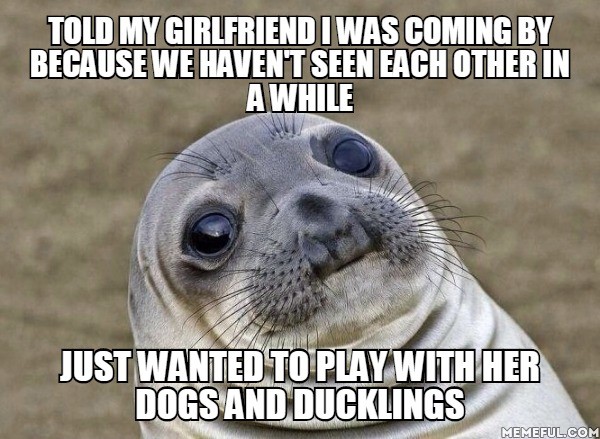 TOLD MY GIRLFRIEND I WAS COMING BY
BECAUSE WE HAVEN'T SEEN EACH OTHER IN
A WHILE
JUST WANTED TO PLAY WITH HER
DOGS AND DUCKLINGS
MEMEFUL.COM